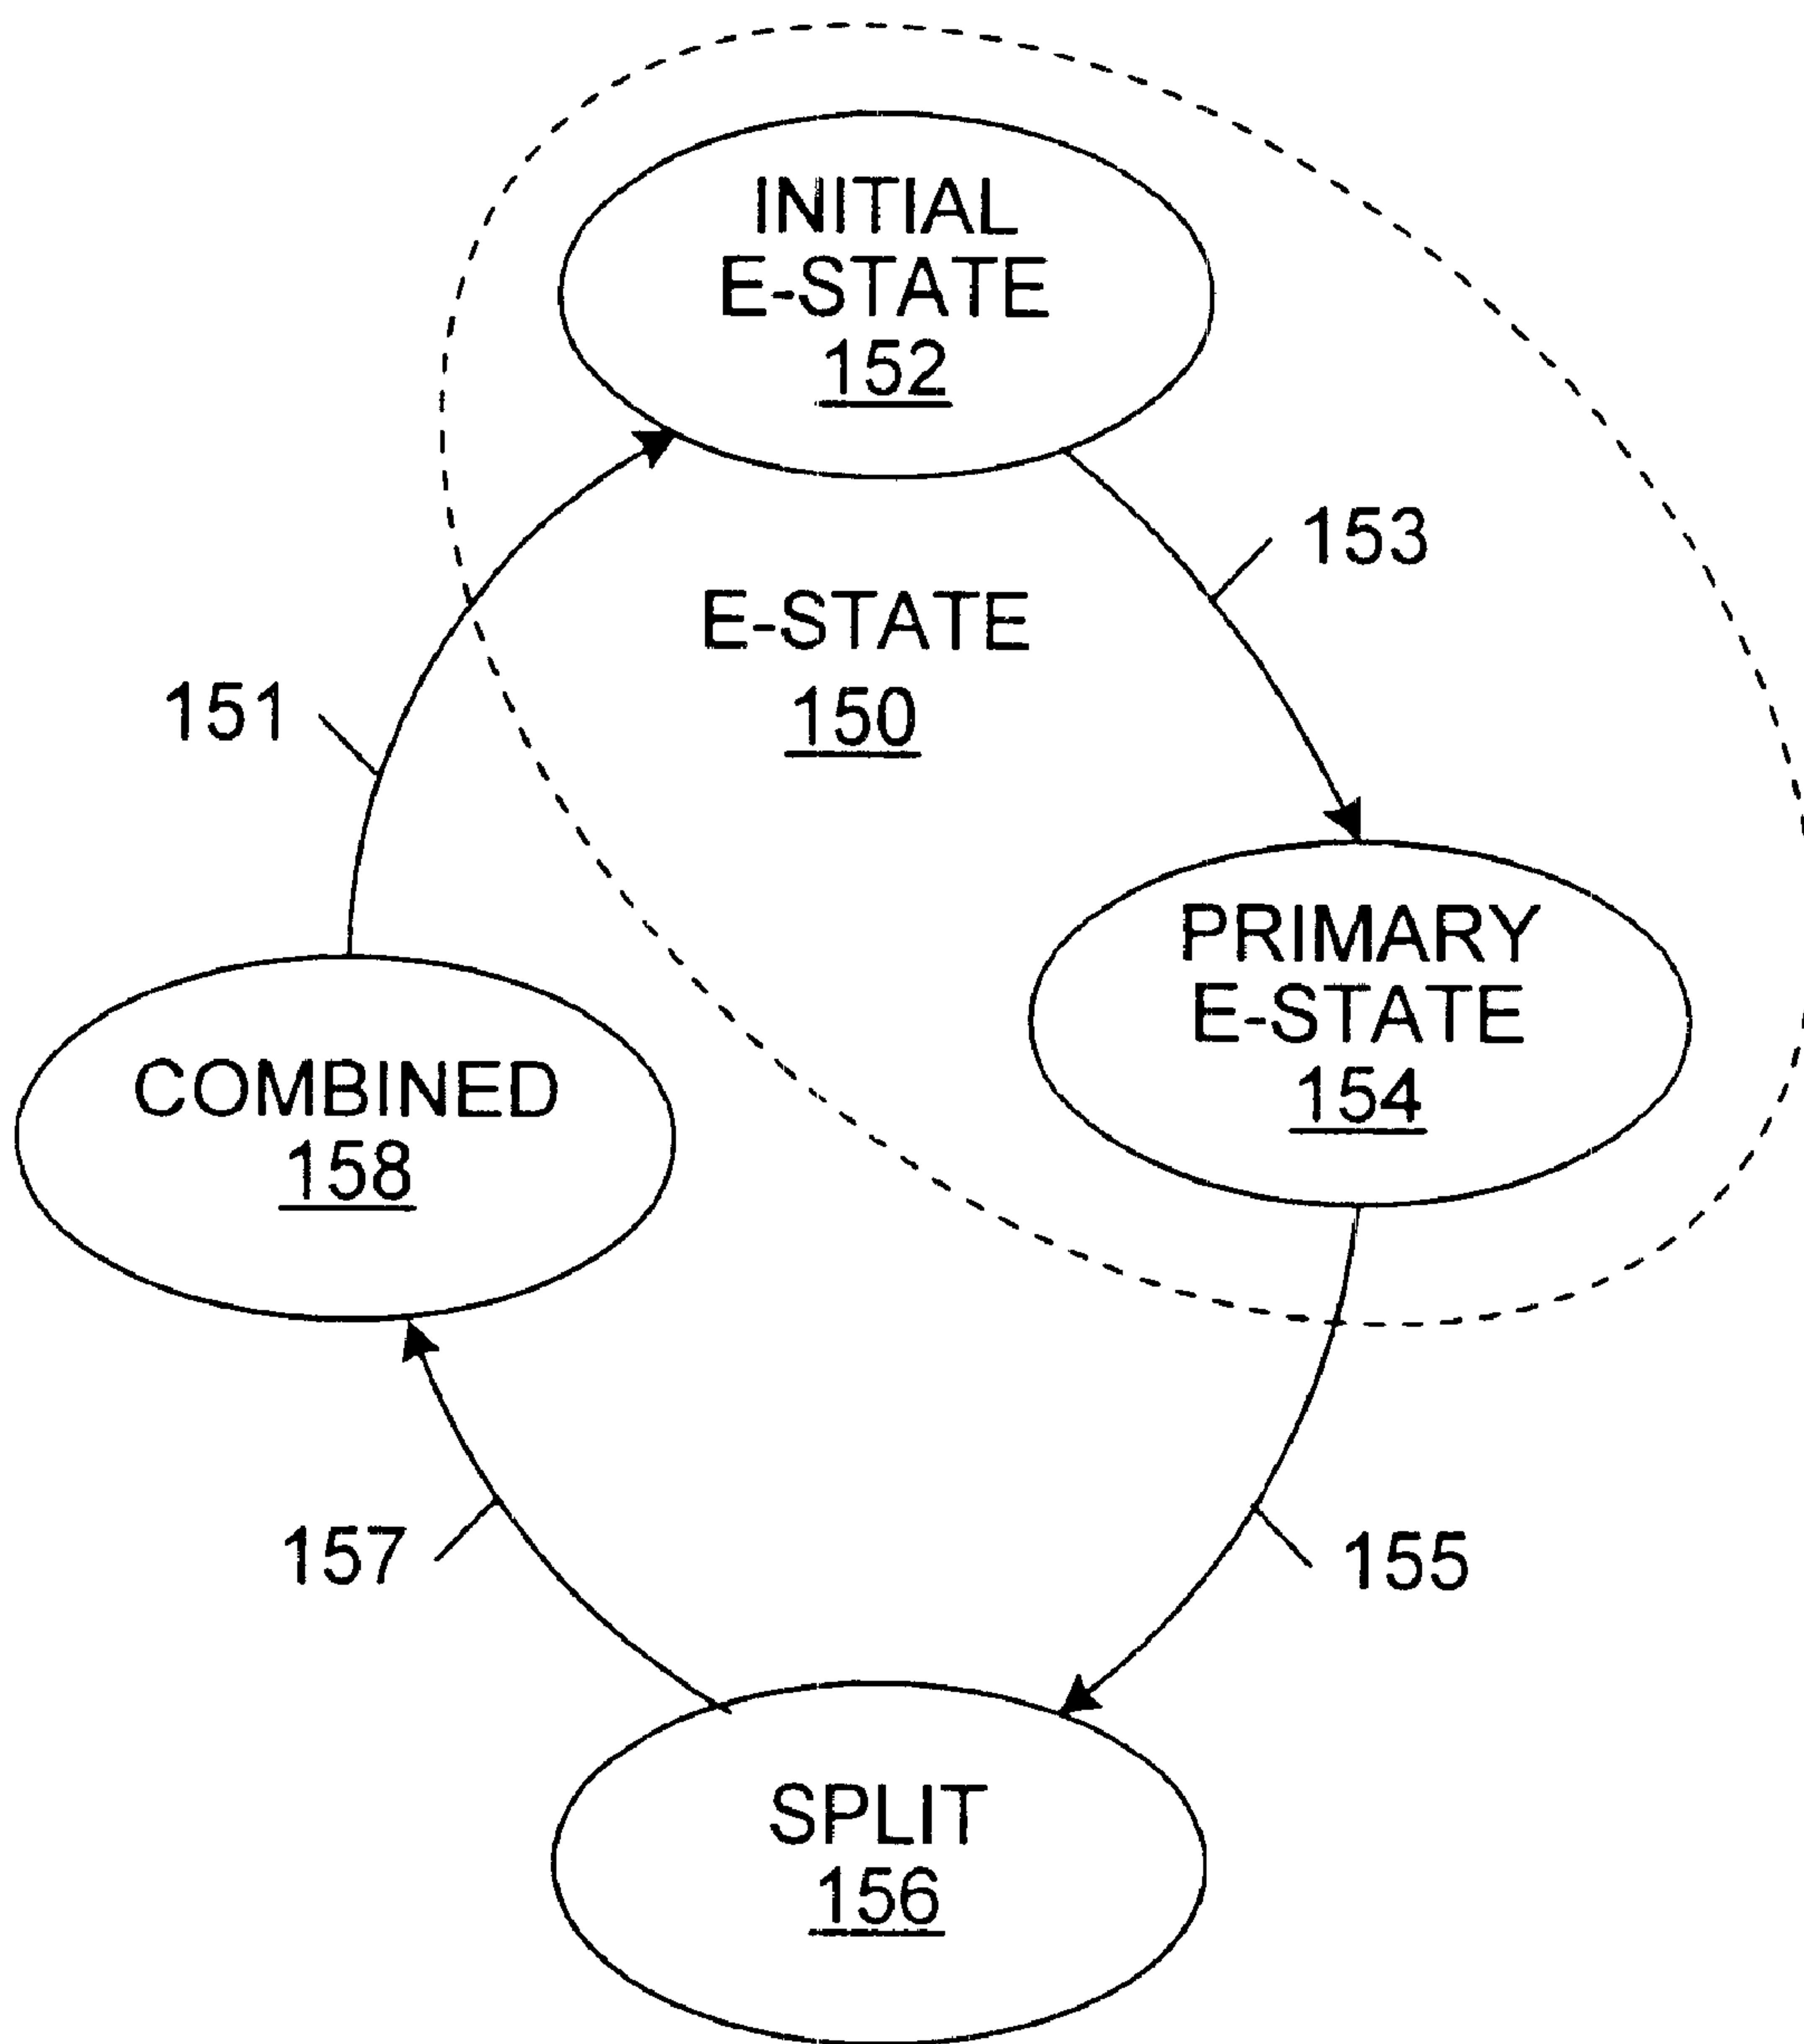 INITIAL
E-STATE
152
153
E-STATE
150
151
PRIMARY
E-STATE
154
COMBINED
158
157
155
SPLIT
156